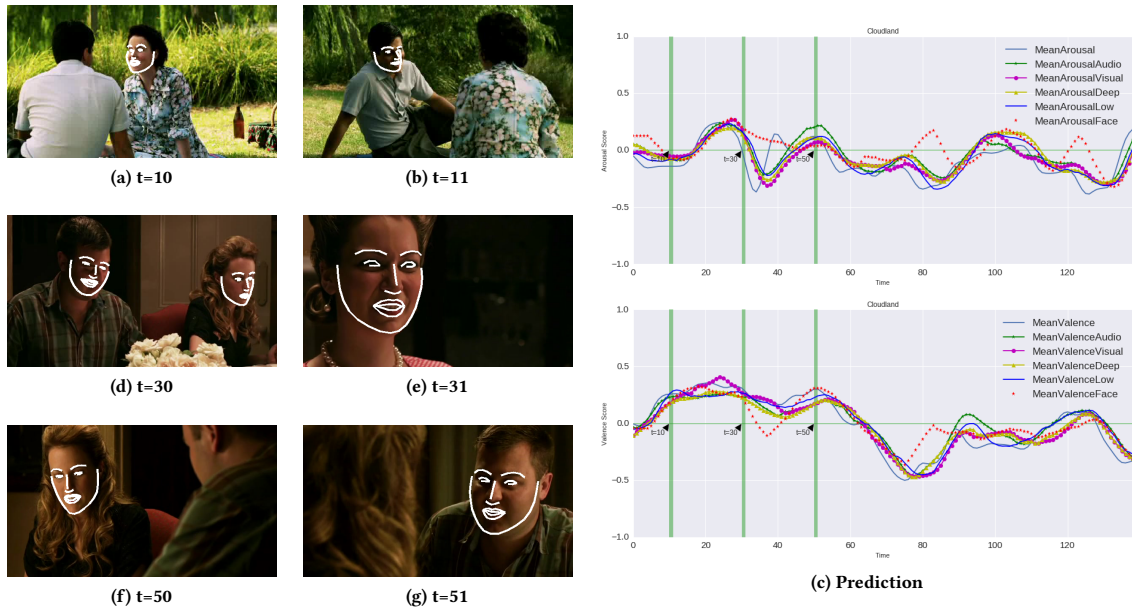 (a) t=10
(b) t=11
(d) t=30
(e) t=31
(f) t=50
(g) t=51
Cloudland
1.0
0.5
0.0
−0.5
−1.0
Arousal Score
MeanArousal
MeanArousalAudio
MeanArousalVisual
MeanArousalDeep
MeanArousalLow
MeanArousalFace
t=30
t=50
0 20 40 60 80 100 120
Time
Cloudland
1.0
0.5
0.0
−0.5
−1.0
Valence Score
MeanValence
MeanValenceAudio
MeanValenceVisual
MeanValenceDeep
MeanValenceLow
MeanValenceFace
t=10
t=30
t=50
0 20 40 60 80 100 120
Time
(c) Prediction